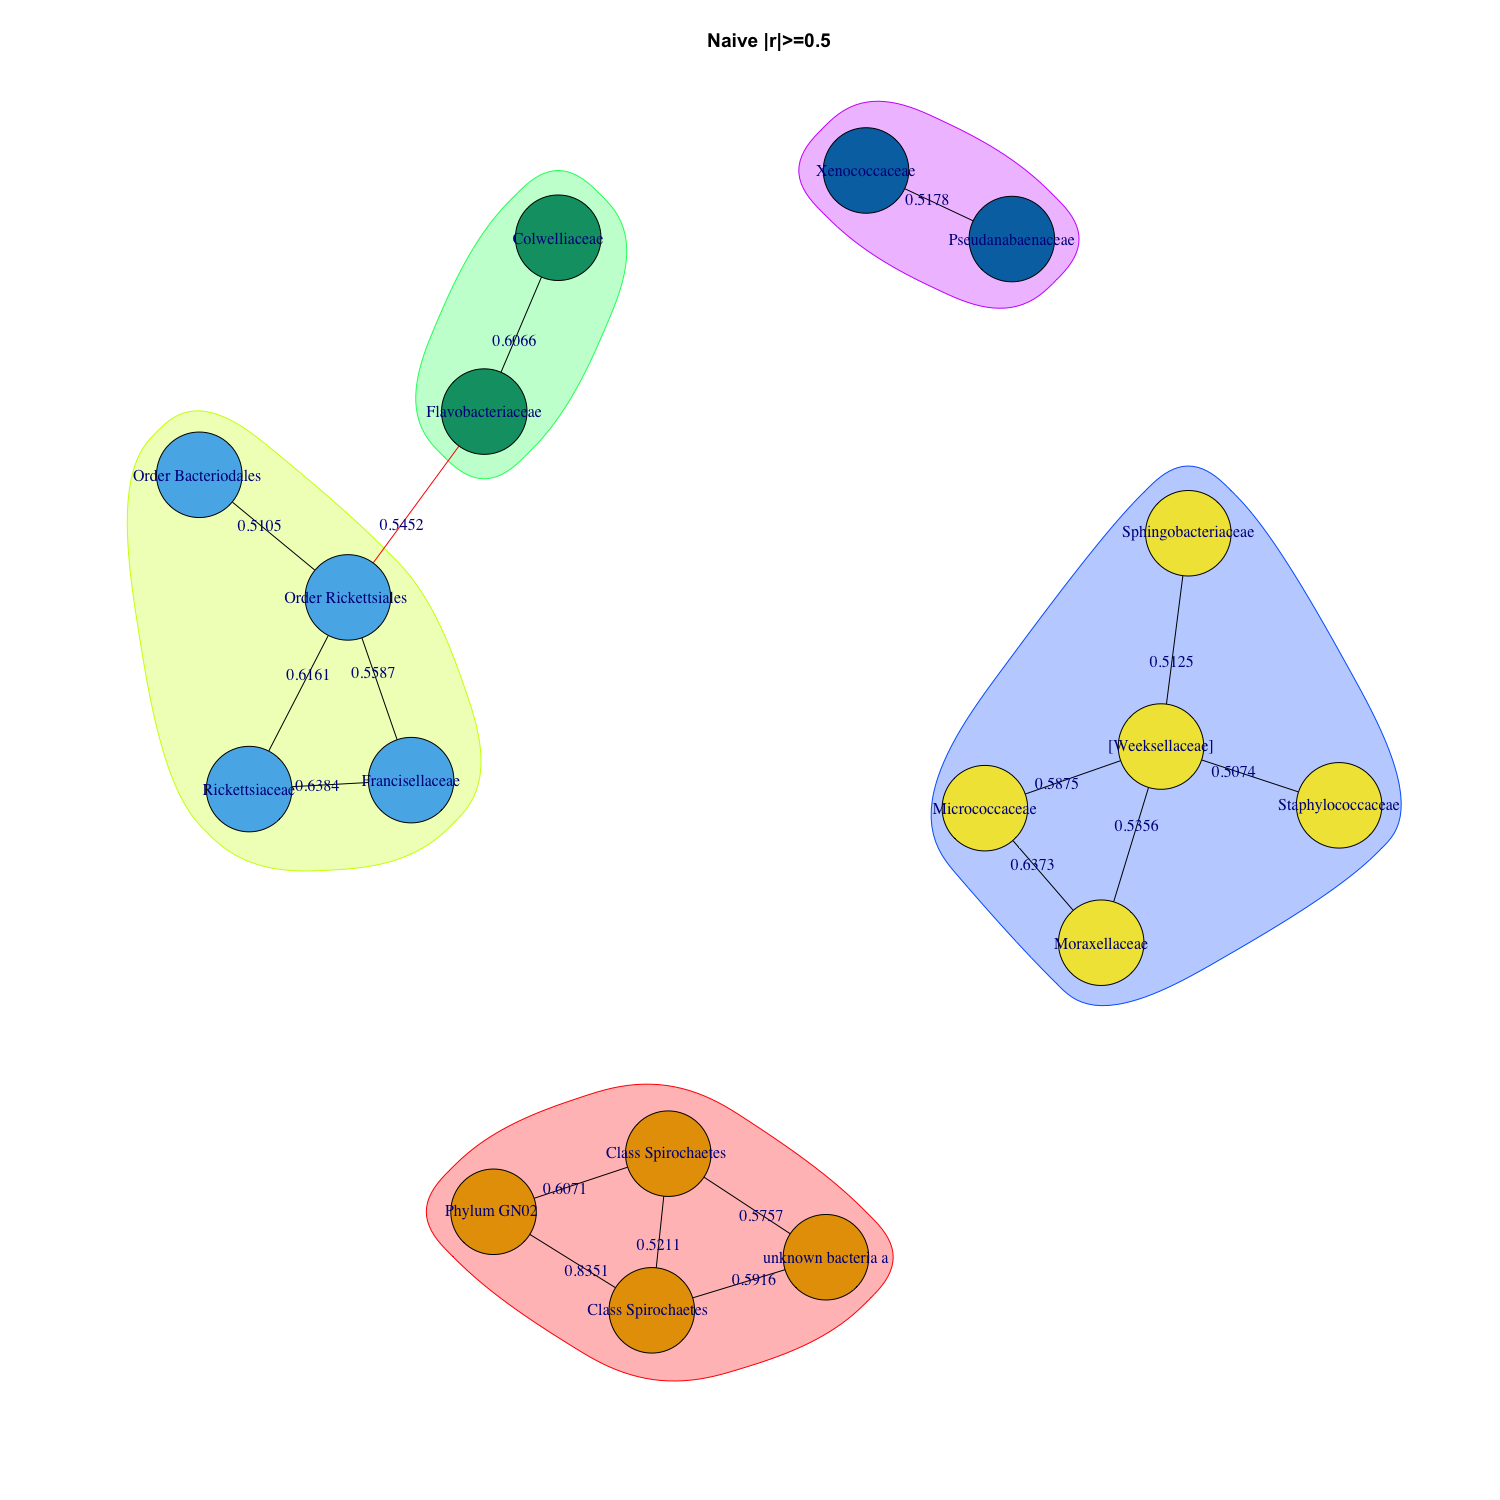 Naive |r|>=0.5
Xenococcaceae
0.5178
Pseudanabaenaceae
Colwelliaceae
0.6066
Flavobacteriaceae
0.5452
Order Bacteriodales
0.5105
Order Rickettsiales
0.6161
0.5587
Rickettsiaceae
0.6384
Francisellaceae
Sphingobacteriaceae
0.5125
[Weeksellaceae]
0.5875
0.5074
Micrococcaceae
Staphylococcaceae
0.5356
0.6373
Moraxellaceae
Class Spirochaetes
0.6071
Phylum GN02
0.5757
0.5211
unknown bacteria a
0.8351
0.5916
Class Spirochaetes